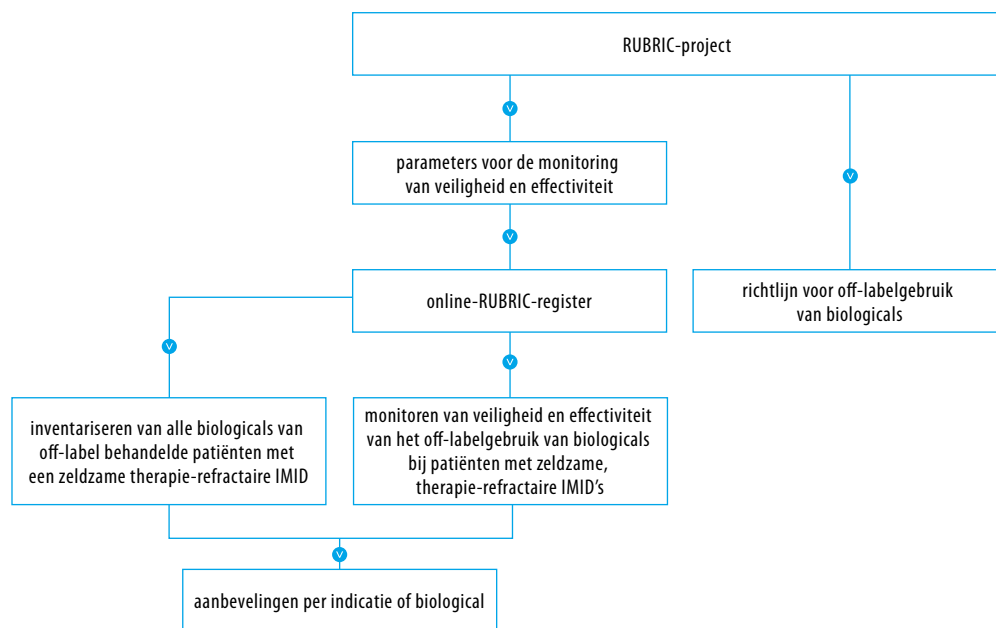 RUBRIC-project
parameters voor de monitoring
van veiligheid en effectiviteit
online-RUBRIC-register
richtlijn voor off-labelgebruik
van biologicals
inventariseren van alle biologicals van
off-label behandelde patiënten met
een zeldzame therapie-refractaire IMID
monitoren van veiligheid en effectiviteit
van het off-labelgebruik van biologicals
bij patiënten met zeldzame,
therapie-refractaire IMID’s
aanbevelingen per indicatie of biological